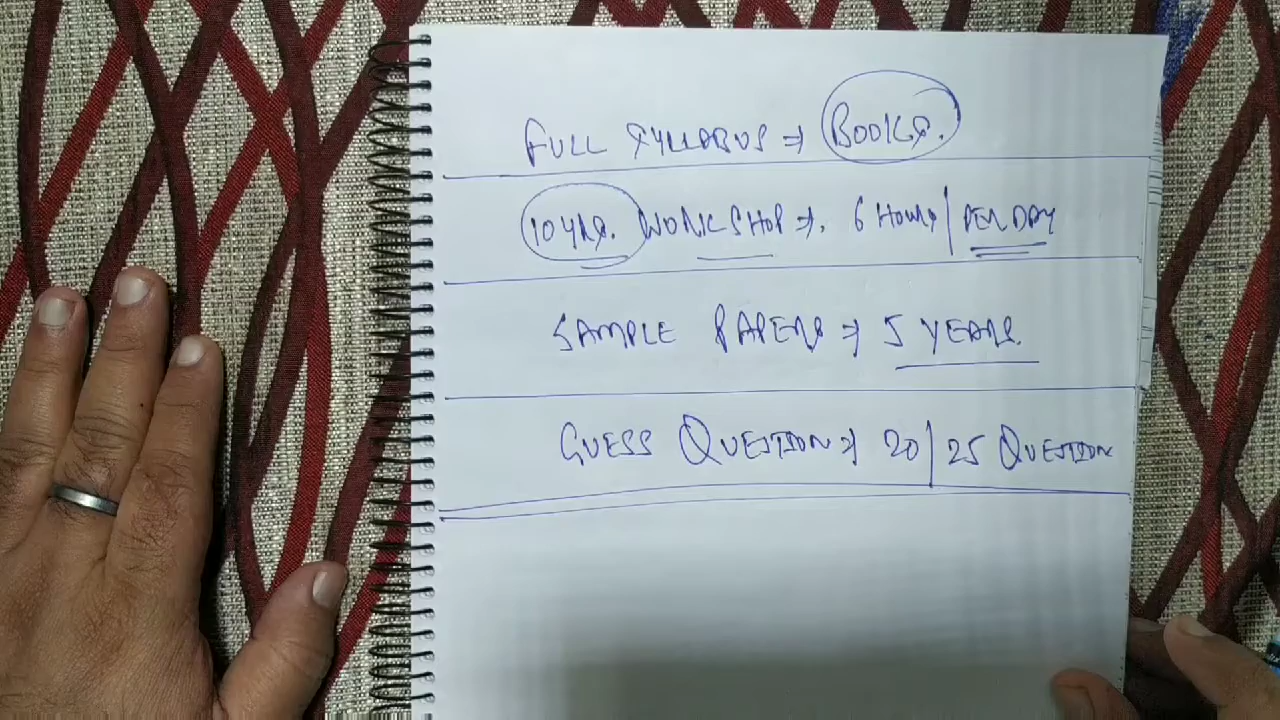 FULL SYLLABUS ⇒ BOOKS.
10 YRS. WORKSHOP ⇒. 6 HOURS | PER DAY
SAMPLE PAPERS ⇒ 5 YEARS.
GUESS QUESTION ⇒ 20 | 25 QUESTION